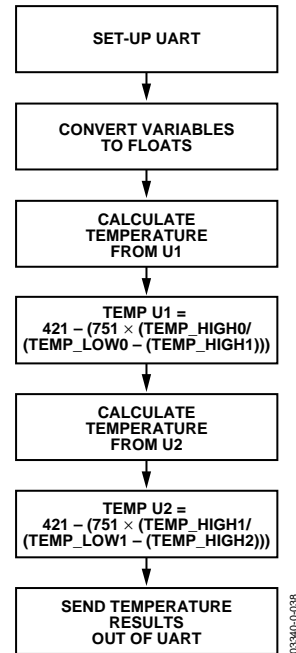 SET-UP UART
CONVERT VARIABLES
TO FLOATS
CALCULATE
TEMPERATURE
FROM U1
TEMP U1 =
421 – (751 × (TEMP_HIGH0/
(TEMP_LOW0 – (TEMP_HIGH1)))
CALCULATE
TEMPERATURE
FROM U2
TEMP U2 =
421 – (751 × (TEMP_HIGH1/
(TEMP_LOW1 – (TEMP_HIGH2)))
SEND TEMPERATURE
RESULTS
OUT OF UART
03340-0-038